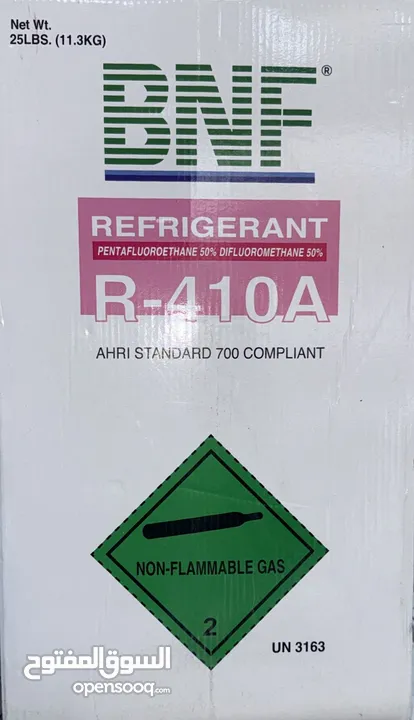 Net Wt.
25LBS. (11.3KG)
BNF®
REFRIGERANT
PENTAFLUOROETHANE 50% DIFLUOROMETHANE 50%
R-410A
AHRI STANDARD 700 COMPLIANT
NON-FLAMMABLE GAS
2
UN 3163
السوق المفتوح
opensooq.com